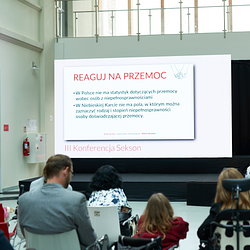 REAGUJ NA PRZEMOC
• W Polsce nie ma statystyk dotyczących przemocy
wobec osób z niepełnosprawnościami.
• W Niebieskiej Karcie nie ma pola, w którym można
zaznaczyć rodzaj i stopień niepełnosprawności
osoby doświadczającej przemocy.
III Konferencja Sekson